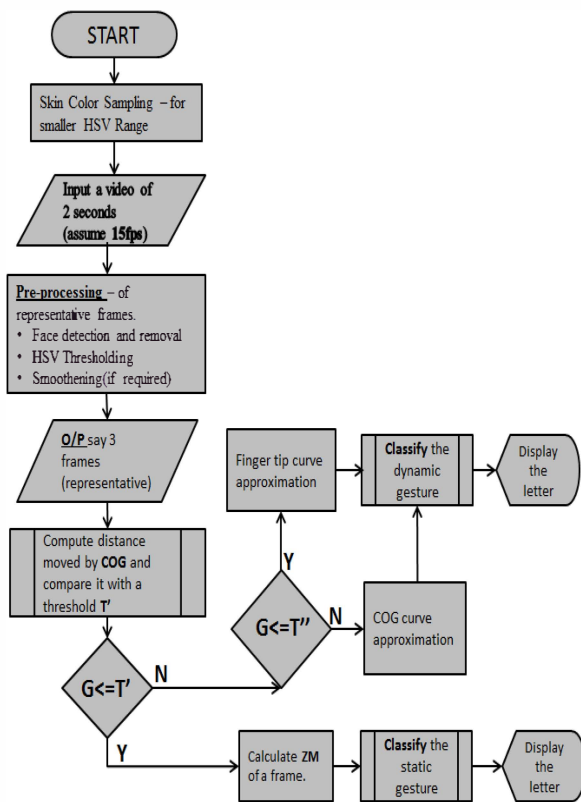 START
Skin Color Sampling – for
smaller HSV Range
Input a video of
2 seconds
(assume 15fps)
Pre-processing – of
representative frames.
• Face detection and removal
• HSV Thresholding
• Smoothening(if required)
O/P say 3
frames
(representative)
Compute distance
moved by COG and
compare it with a
threshold T'
G<=T'
N
Y
G<=T''
Y
N
Finger tip curve
approximation
Classify the
dynamic
gesture
Display
the
letter
COG curve
approximation
Calculate ZM
of a frame.
Classify the
static
gesture
Display
the
letter